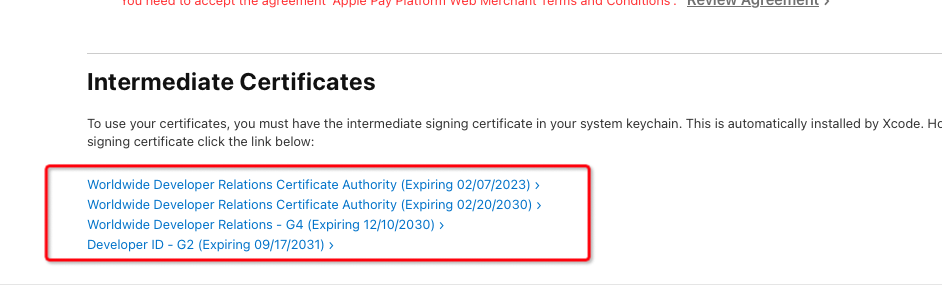 You need to accept the agreement 'Apple Pay Platform Web Merchant Terms and Conditions'. Review Agreement ›
Intermediate Certificates
To use your certificates, you must have the intermediate signing certificate in your system keychain. This is automatically installed by Xcode.
signing certificate click the link below:
Worldwide Developer Relations Certificate Authority (Expiring 02/07/2023) ›
Worldwide Developer Relations Certificate Authority (Expiring 02/20/2030) ›
Worldwide Developer Relations - G4 (Expiring 12/10/2030) ›
Developer ID - G2 (Expiring 09/17/2031) ›